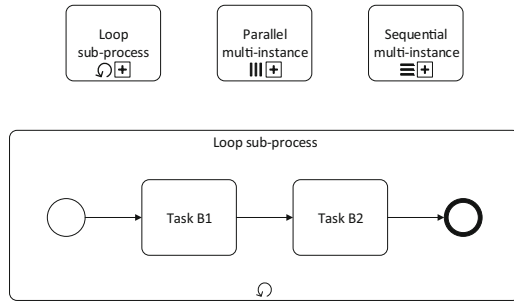 Loop
sub-process
Parallel
multi-instance
Sequential
multi-instance
Loop sub-process
Task B1
Task B2